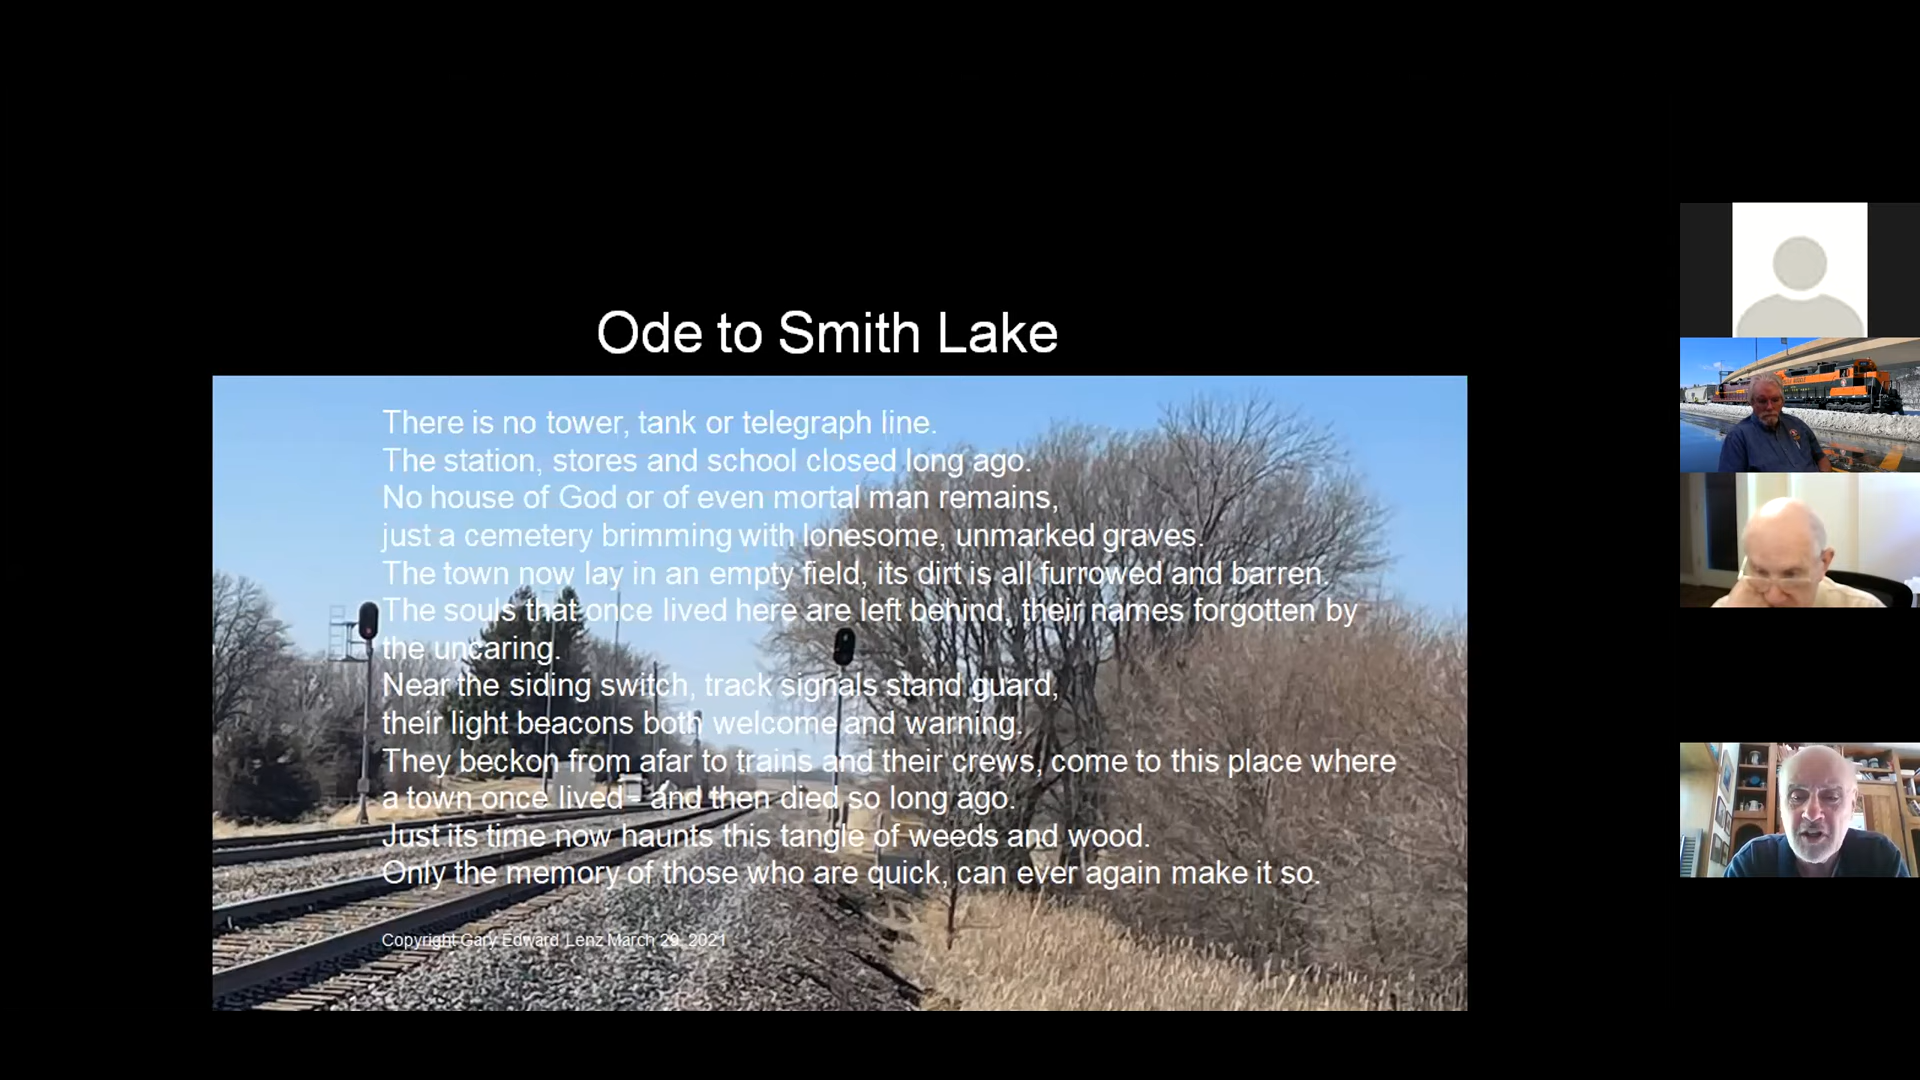 Ode to Smith Lake
There is no tower, tank or telegraph line.
The station, stores and school closed long ago.
No house of God or of even mortal man remains,
just a cemetery brimming with lonesome, unmarked graves.
The town now lay in an empty field, its dirt is all furrowed and barren.
The souls that once lived here are left behind, their names forgotten by
the uncaring.
Near the siding switch, track signals stand guard,
their light beacons both welcome and warning.
They beckon from afar to trains and their crews, come to this place where
a town once lived - and then died so long ago.
Just its time now haunts this tangle of weeds and wood.
Only the memory of those who are quick, can ever again make it so.
Copyright Gary Edward Lenz March 29, 2021